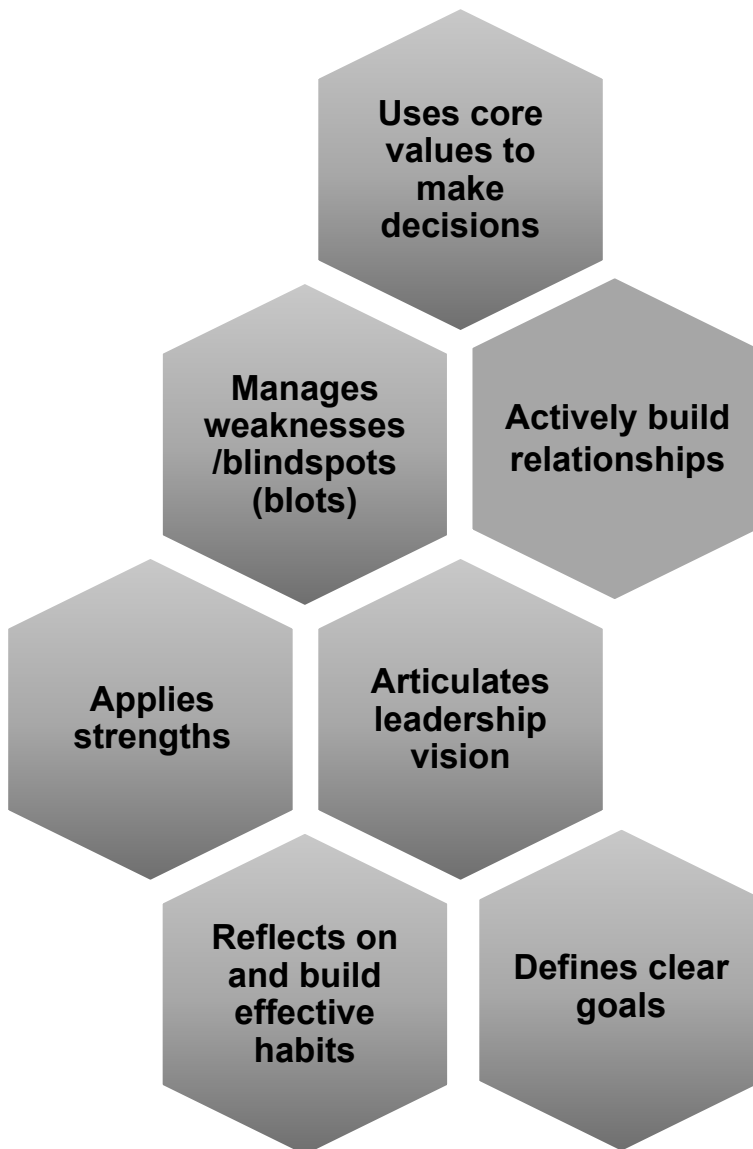 Uses core
values to
make
decisions
Manages
weaknesses
/blindspots
(blots)
Actively build
relationships
Applies
strengths
Articulates
leadership
vision
Reflects on
and build
effective
habits
Defines clear
goals